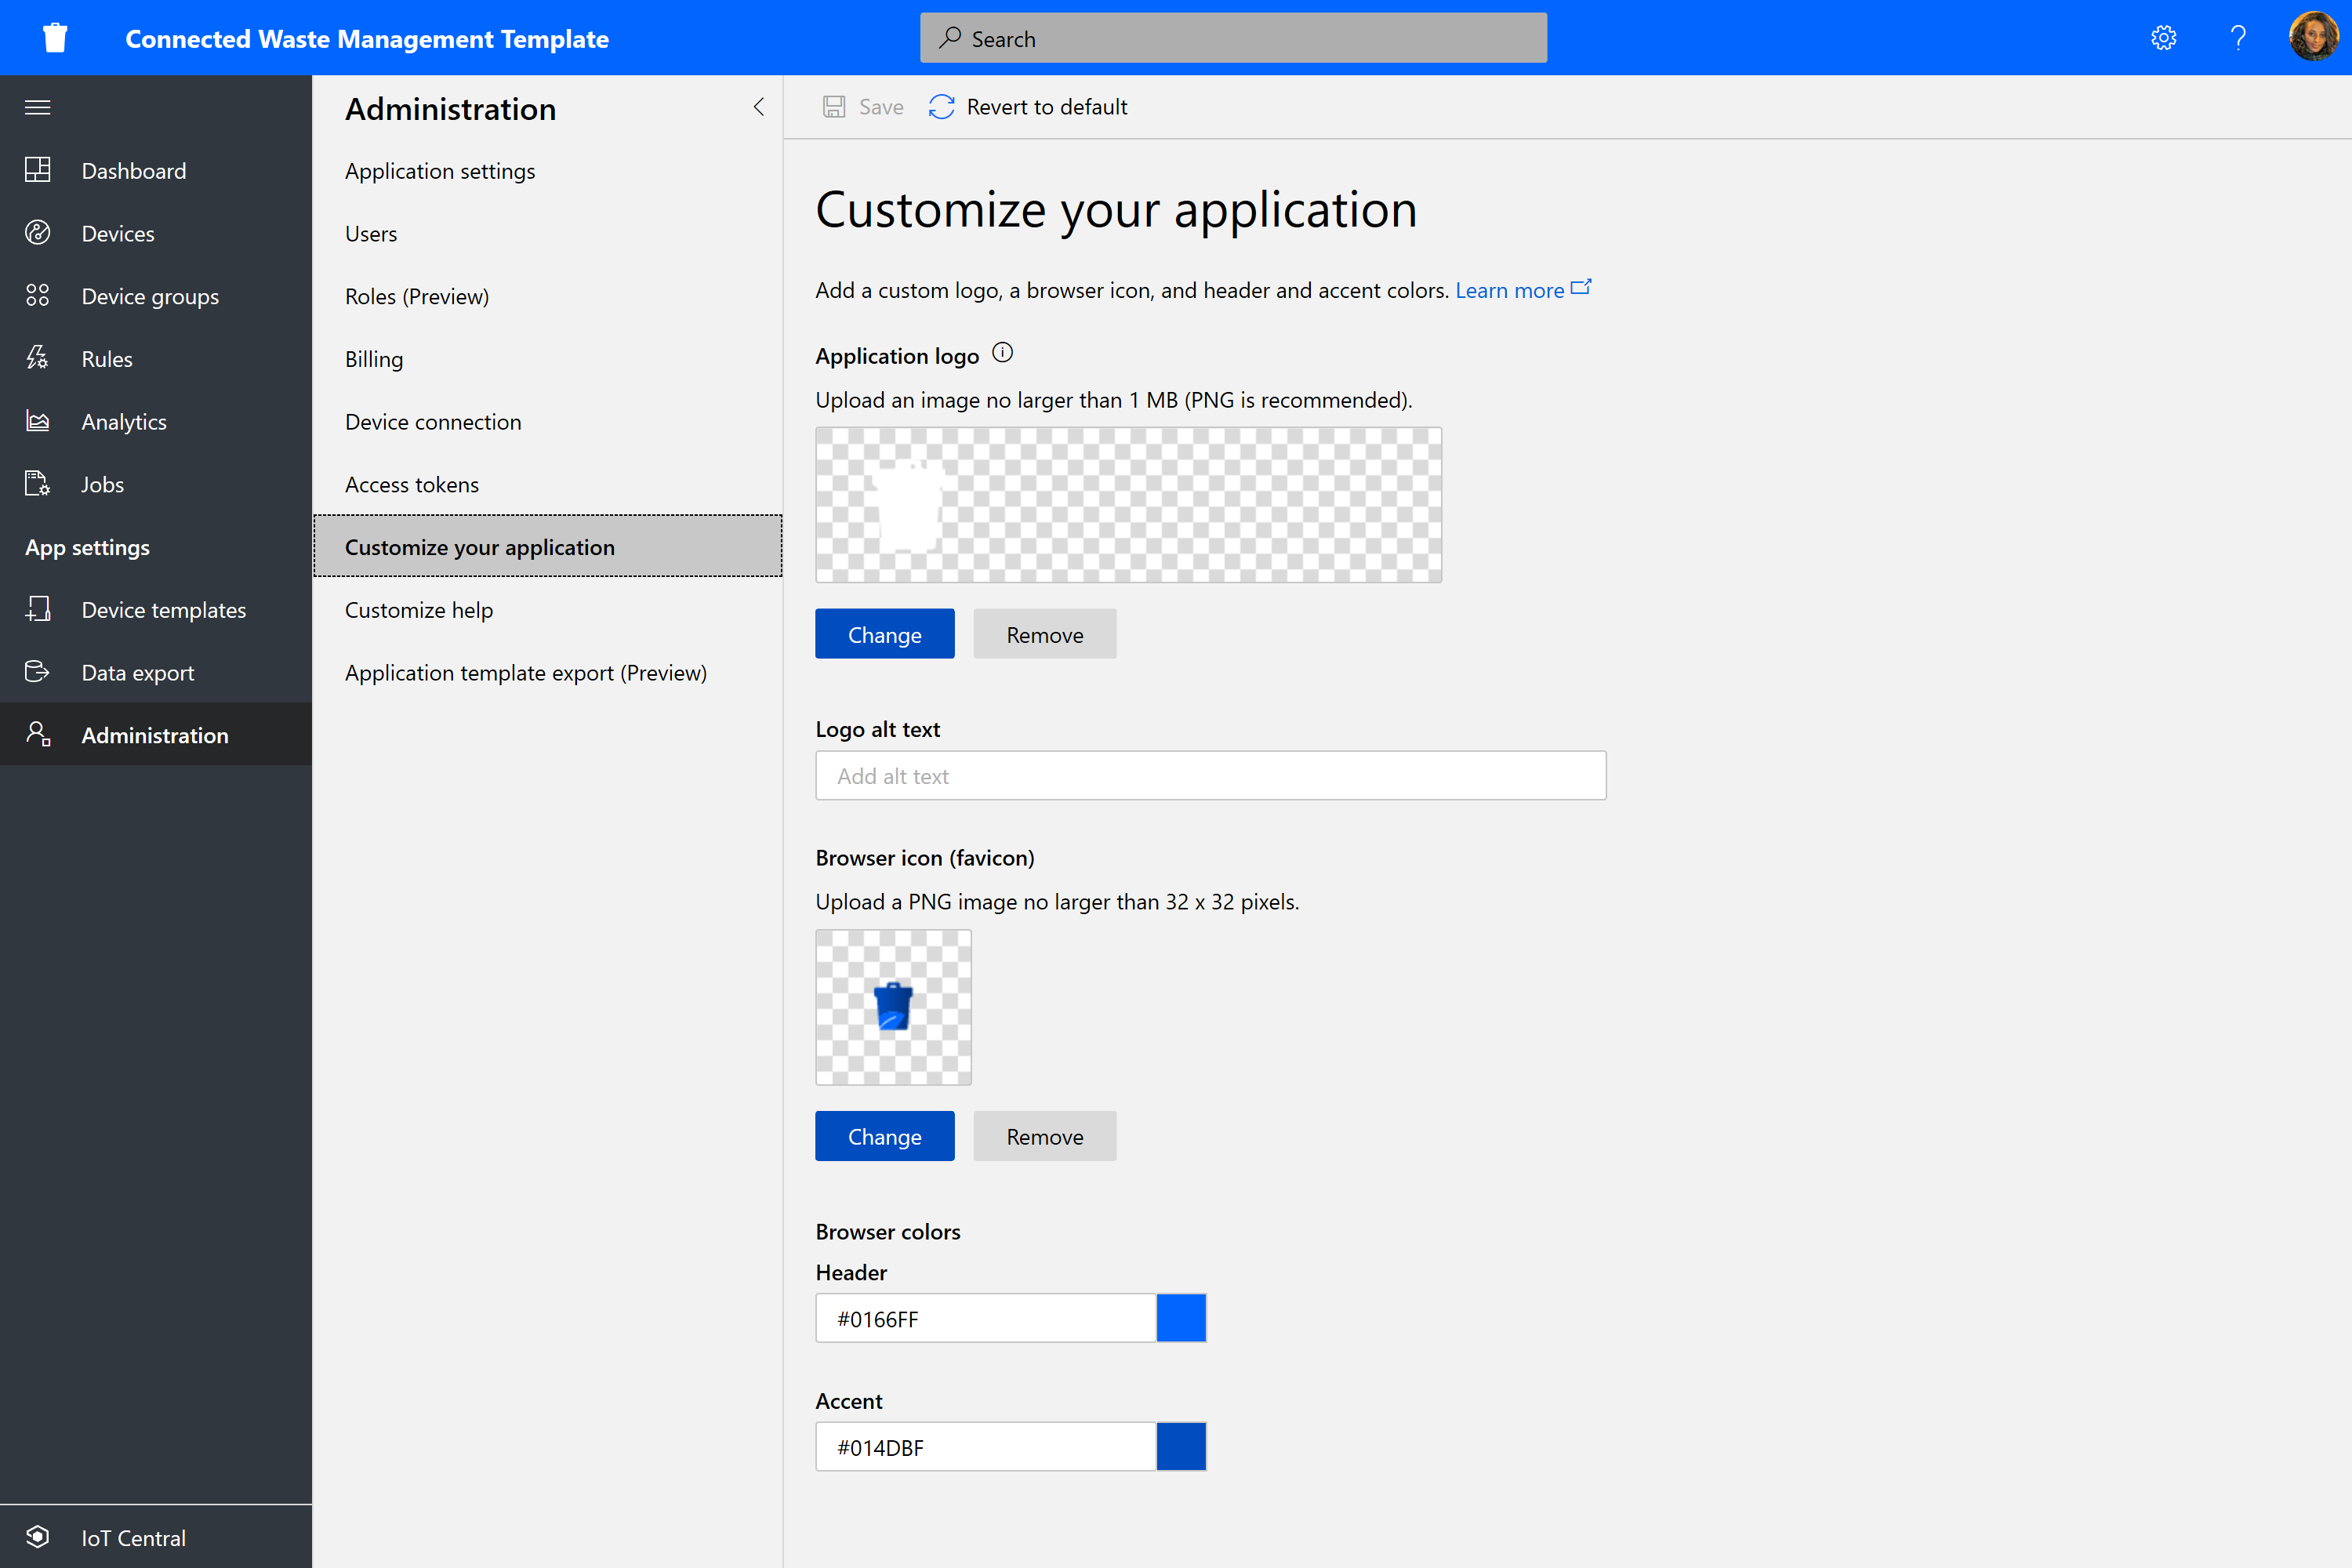 Connected Waste Management Template
Search
Dashboard
Devices
Device groups
Rules
Analytics
Jobs
App settings
Device templates
Data export
Administration
IoT Central
Administration
Application settings
Users
Roles (Preview)
Billing
Device connection
Access tokens
Customize your application
Customize help
Application template export (Preview)
Save Revert to default
Customize your application
Add a custom logo, a browser icon, and header and accent colors. Learn more
Application logo
Upload an image no larger than 1 MB (PNG is recommended).
Change Remove
Logo alt text
Add alt text
Browser icon (favicon)
Upload a PNG image no larger than 32 x 32 pixels.
Change Remove
Browser colors
Header
#0166FF
Accent
#014DBF